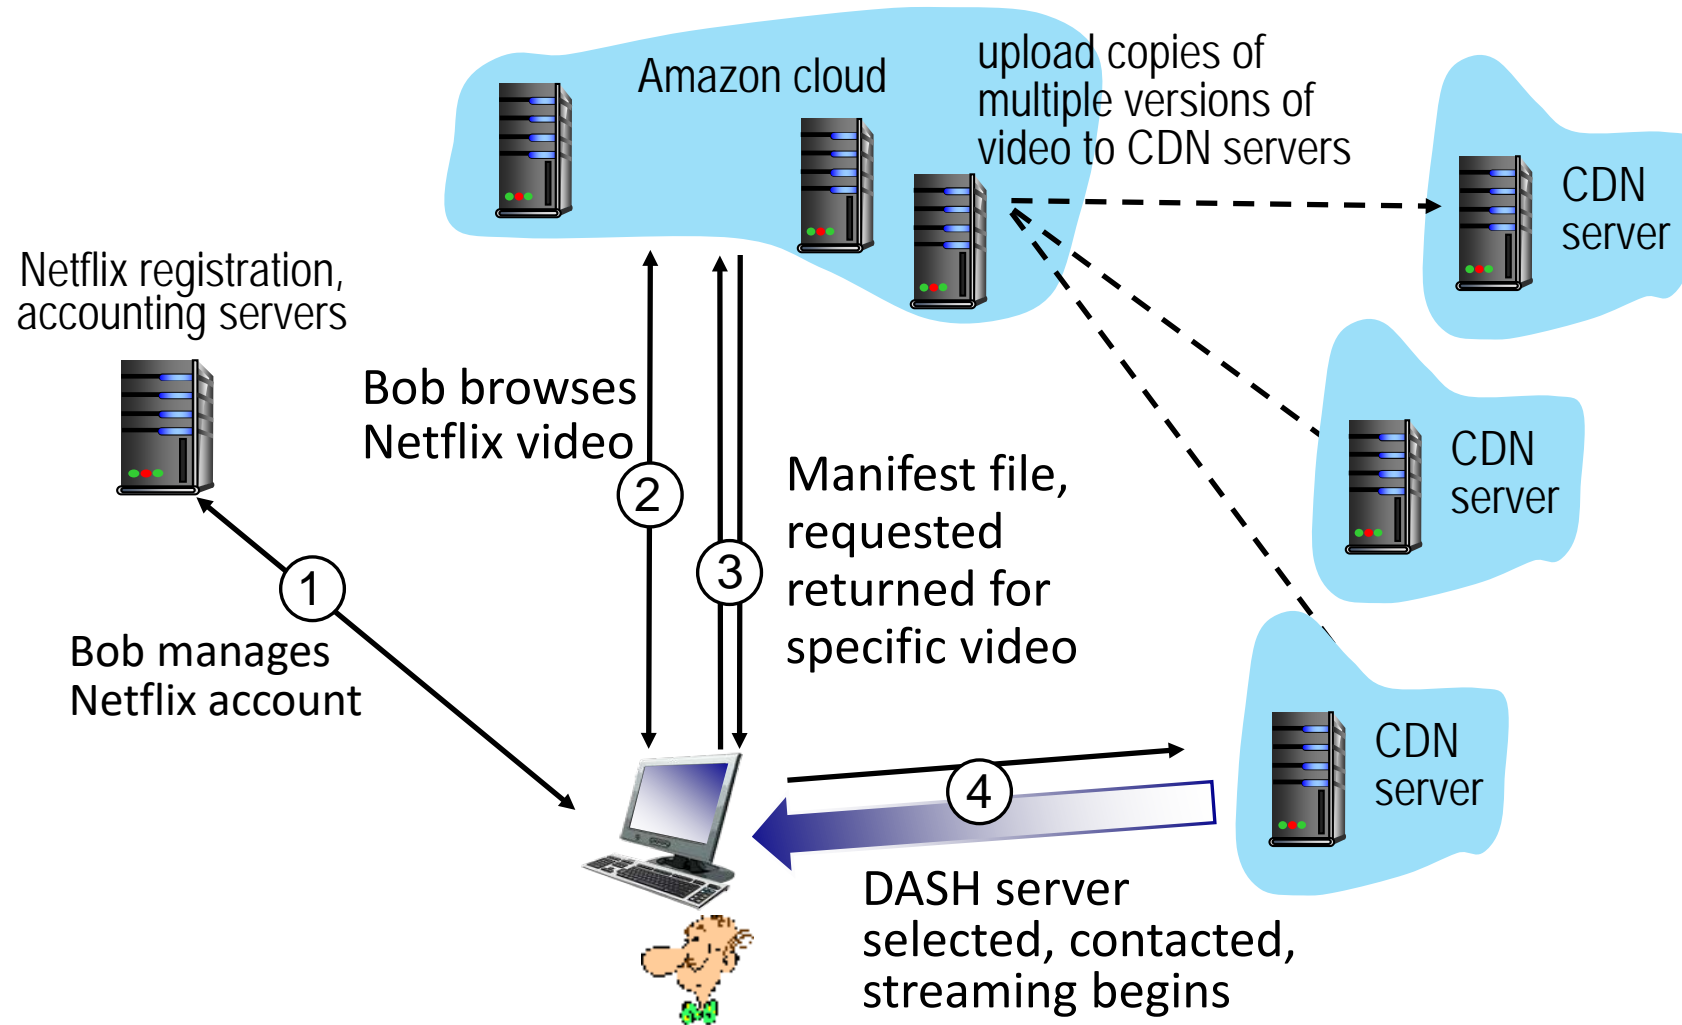 Amazon cloud
upload copies of
multiple versions of
video to CDN servers
CDN
server
Netflix registration,
accounting servers
Bob browses
Netflix video
2
Manifest file,
requested
returned for
specific video
3
CDN
server
1
Bob manages
Netflix account
CDN
server
4
DASH server
selected, contacted,
streaming begins